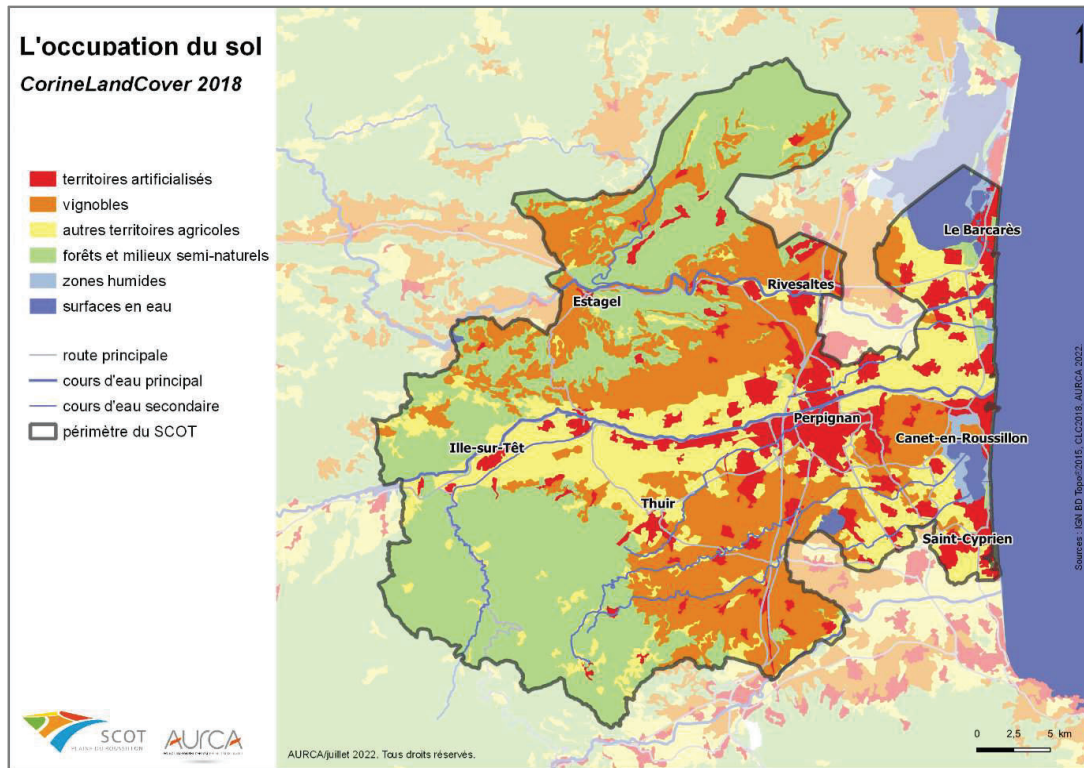 L'occupation du sol
CorineLandCover 2018
territoires artificialisés
vignobles
autres territoires agricoles
forêts et milieux semi-naturels
zones humides
surfaces en eau
route principale
cours d'eau principal
cours d'eau secondaire
périmètre du SCOT
Le Barcarès
Rivesaltes
Estagel
Perpignan
Canet-en-Roussillon
Ille-sur-Têt
Thuir
Saint-Cyprien
Sources : IGN BD Topo®2015, CLC2018, AURCA 2022.
0 2,5 5 km
SCOT
PLAINE DU ROUSSILLON
AURCA
AURCA/juillet 2022. Tous droits réservés.